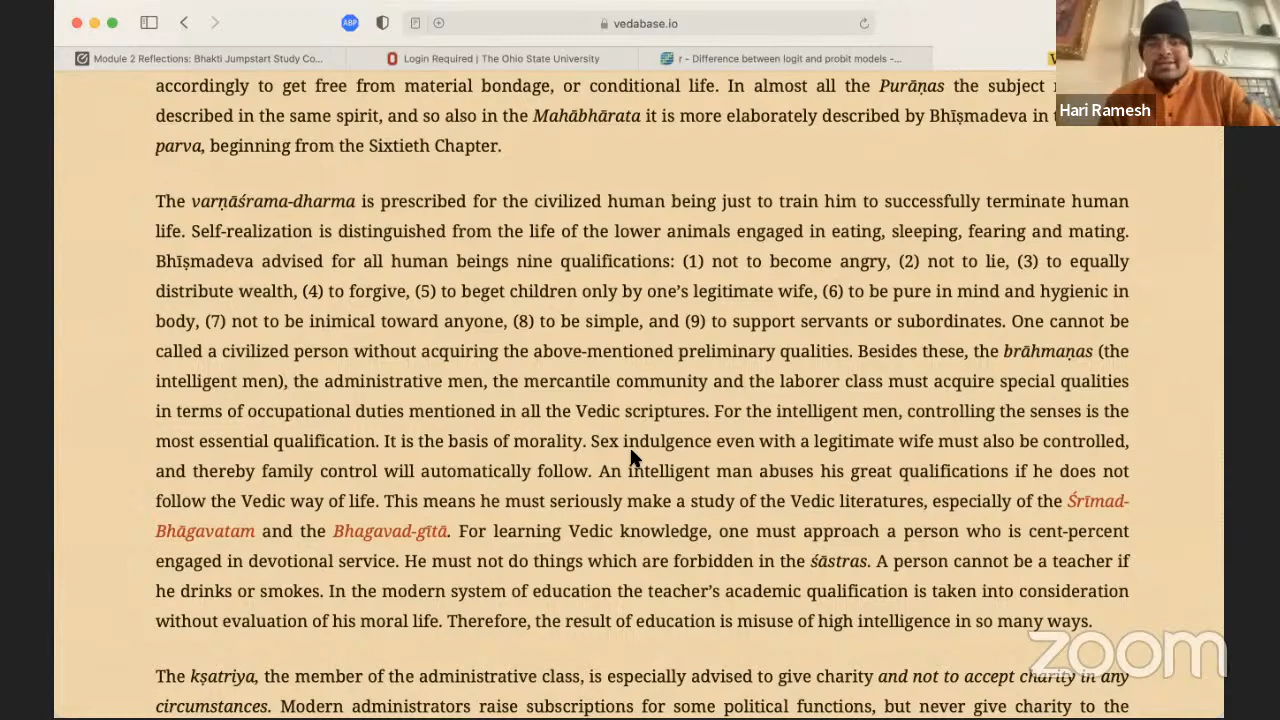 ABP
vedabase.io
Module 2 Reflections: Bhakti Jumpstart Study Co...
Login Required | The Ohio State University
r - Difference between logit and probit models -...
Hari Ramesh
accordingly to get free from material bondage, or conditional life. In almost all the Purāṇas the subject
described in the same spirit, and so also in the Mahābhārata it is more elaborately described by Bhīṣmadeva in
parva, beginning from the Sixtieth Chapter.
The varṇāśrama-dharma is prescribed for the civilized human being just to train him to successfully terminate human
life. Self-realization is distinguished from the life of the lower animals engaged in eating, sleeping, fearing and mating.
Bhīṣmadeva advised for all human beings nine qualifications: (1) not to become angry, (2) not to lie, (3) to equally
distribute wealth, (4) to forgive, (5) to beget children only by one’s legitimate wife, (6) to be pure in mind and hygienic in
body, (7) not to be inimical toward anyone, (8) to be simple, and (9) to support servants or subordinates. One cannot be
called a civilized person without acquiring the above-mentioned preliminary qualities. Besides these, the brāhmaṇas (the
intelligent men), the administrative men, the mercantile community and the laborer class must acquire special qualities
in terms of occupational duties mentioned in all the Vedic scriptures. For the intelligent men, controlling the senses is the
most essential qualification. It is the basis of morality. Sex indulgence even with a legitimate wife must also be controlled,
and thereby family control will automatically follow. An intelligent man abuses his great qualifications if he does not
follow the Vedic way of life. This means he must seriously make a study of the Vedic literatures, especially of the Śrīmad-
Bhāgavatam and the Bhagavad-gītā. For learning Vedic knowledge, one must approach a person who is cent-percent
engaged in devotional service. He must not do things which are forbidden in the śāstras. A person cannot be a teacher if
he drinks or smokes. In the modern system of education the teacher’s academic qualification is taken into consideration
without evaluation of his moral life. Therefore, the result of education is misuse of high intelligence in so many ways.
zoom
The kṣatriya, the member of the administrative class, is especially advised to give charity and not to accept charity in any
circumstances. Modern administrators raise subscriptions for some political functions, but never give charity to the